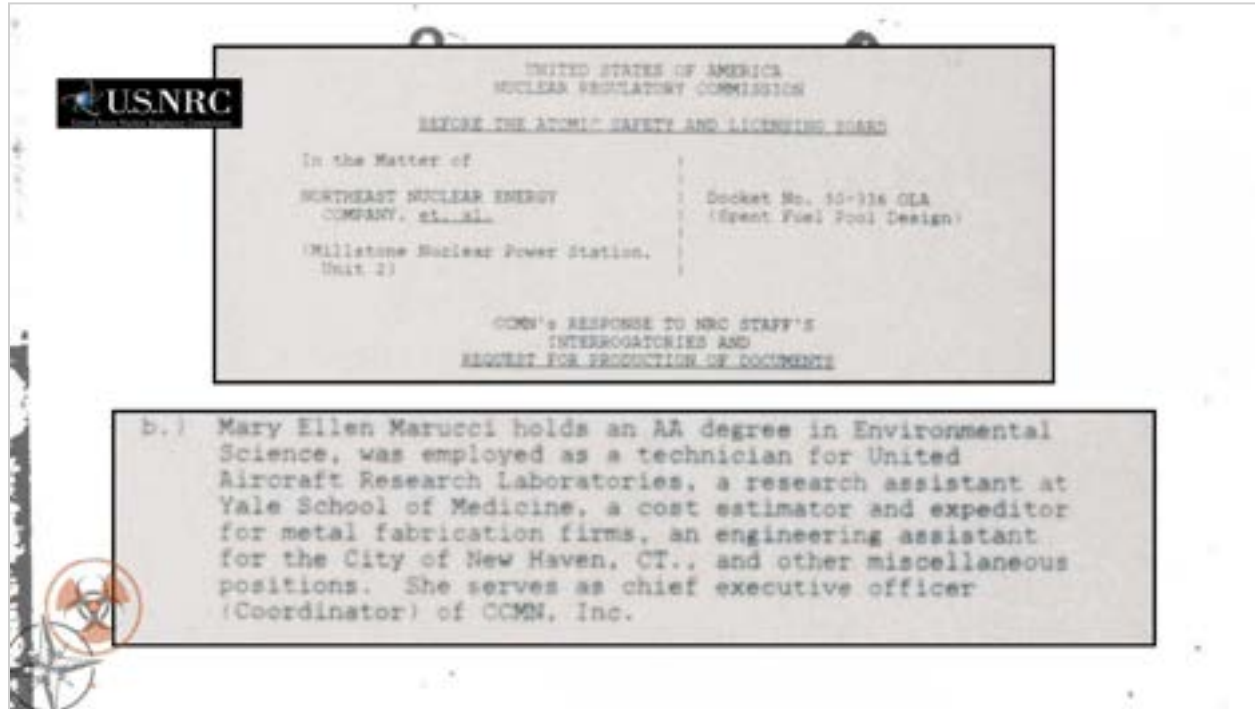 U.S.NRC
UNITED STATES OF AMERICA
NUCLEAR REGULATORY COMMISSION
BEFORE THE ATOMIC SAFETY AND LICENSING BOARD
In the Matter of
NORTHEAST NUCLEAR ENERGY
COMPANY, et. al.
(Millstone Nuclear Power Station,
Unit 2)
Docket No. 50-336 OLA
(Spent Fuel Pool Design)
CCMN's RESPONSE TO NRC STAFF'S
INTERROGATORIES AND
REQUEST FOR PRODUCTION OF DOCUMENTS
b.) Mary Ellen Marucci holds an AA degree in Environmental
Science, was employed as a technician for United
Aircraft Research Laboratories, a research assistant at
Yale School of Medicine, a cost estimator and expeditor
for metal fabrication firms, an engineering assistant
for the City of New Haven, CT., and other miscellaneous
positions. She serves as chief executive officer
(Coordinator) of CCMN, Inc.